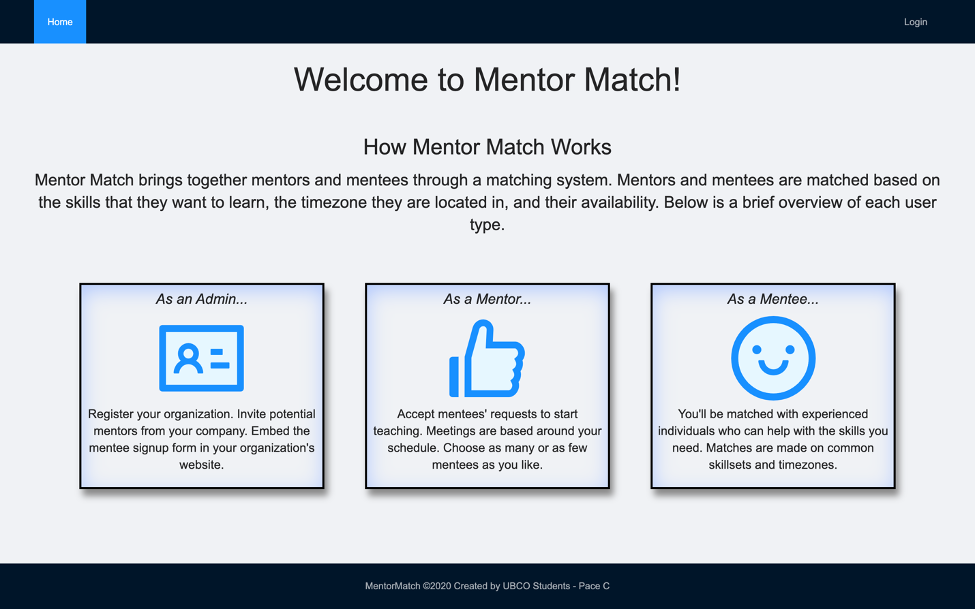 Home
Login
Welcome to Mentor Match!
How Mentor Match Works
Mentor Match brings together mentors and mentees through a matching system. Mentors and mentees are matched based on
the skills that they want to learn, the timezone they are located in, and their availability. Below is a brief overview of each user
type.
As an Admin...
Register your organization. Invite potential
mentors from your company. Embed the
mentee signup form in your organization's
website.
As a Mentor...
Accept mentees' requests to start
teaching. Meetings are based around your
schedule. Choose as many or as few
mentees as you like.
As a Mentee...
You'll be matched with experienced
individuals who can help with the skills you
need. Matches are made on common
skillsets and timezones.
MentorMatch ©2020 Created by UBCO Students - Pace C